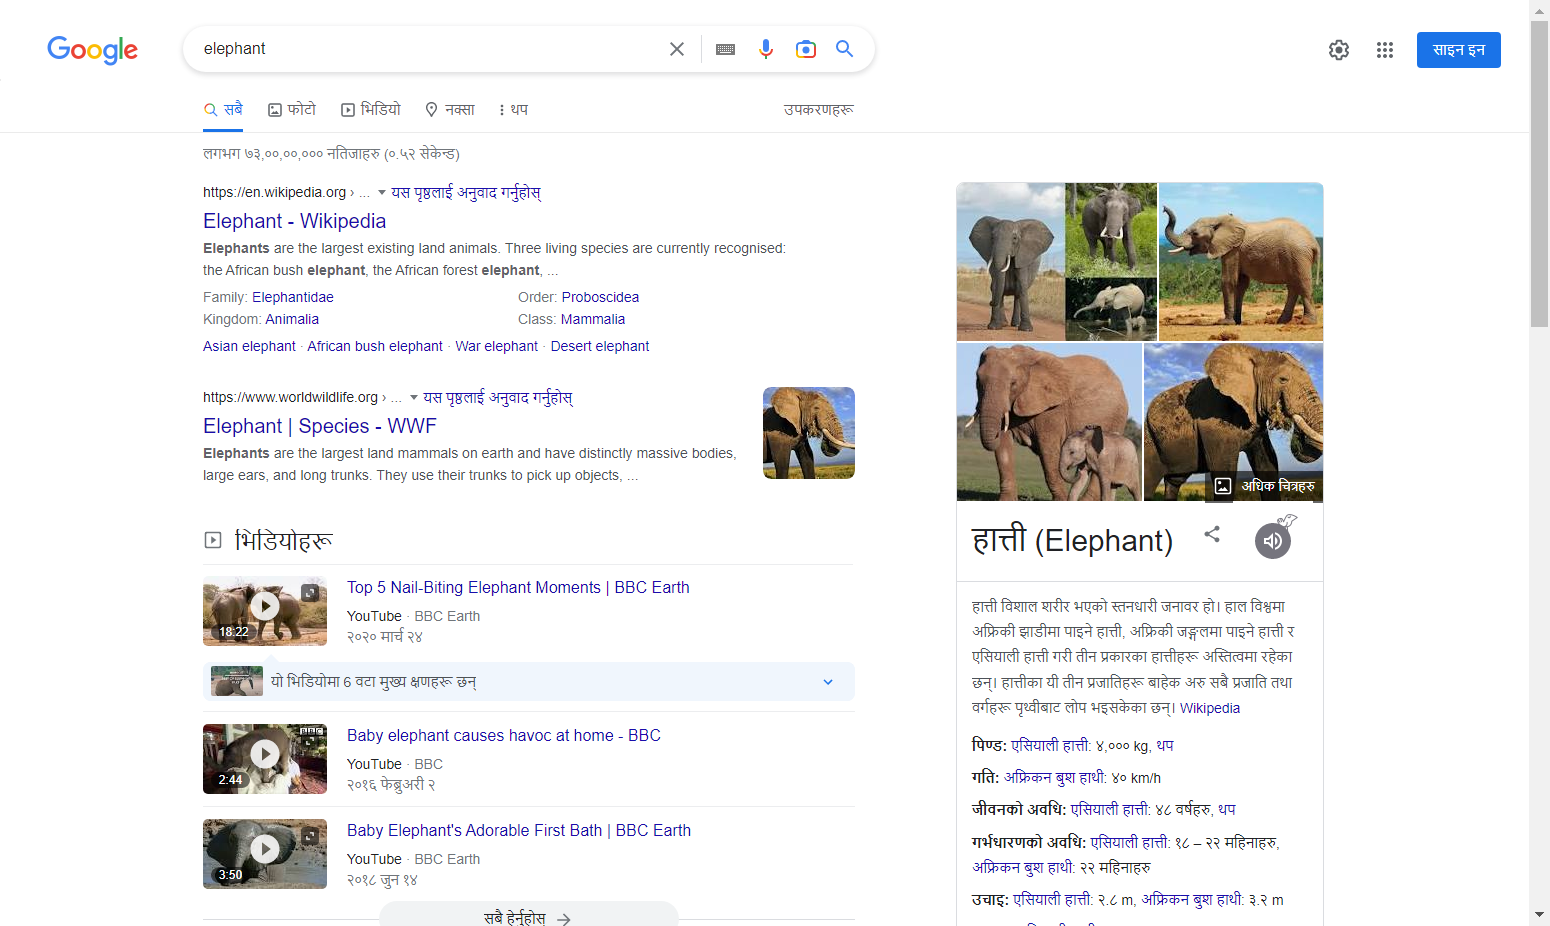 Google
elephant
साइन इन
सबै
फोटो
भिडियो
नक्सा
थप
उपकरणहरू
लगभग ७३,००,००,००० नतिजाहरु (०.५२ सेकेन्ड)
https://en.wikipedia.org › ... यस पृष्ठलाई अनुवाद गर्नुहोस्
Elephant - Wikipedia
Elephants are the largest existing land animals. Three living species are currently recognised:
the African bush elephant, the African forest elephant, ...
Family: Elephantidae
Order: Proboscidea
Kingdom: Animalia
Class: Mammalia
Asian elephant · African bush elephant · War elephant · Desert elephant
https://www.worldwildlife.org › ... यस पृष्ठलाई अनुवाद गर्नुहोस्
Elephant | Species - WWF
Elephants are the largest land mammals on earth and have distinctly massive bodies,
large ears, and long trunks. They use their trunks to pick up objects, ...
भिडियोहरू
Top 5 Nail-Biting Elephant Moments | BBC Earth
YouTube · BBC Earth
२०२० मार्च २४
18:22
यो भिडियोमा 6 वटा मुख्य क्षणहरू छन्
Baby elephant causes havoc at home - BBC
YouTube · BBC
२०१६ फेब्रुअरी २
BBC
2:44
Baby Elephant's Adorable First Bath | BBC Earth
YouTube · BBC Earth
२०१८ जुन १४
3:50
सबै हेर्नुहोस्
अधिक चित्रहरु
हात्ती (Elephant)
हात्ती विशाल शरीर भएको स्तनधारी जनावर हो। हाल विश्वमा
अफ्रिकी झाडीमा पाइने हात्ती, अफ्रिकी जङ्गलमा पाइने हात्ती र
एसियाली हात्ती गरी तीन प्रकारका हात्तीहरू अस्तित्वमा रहेका
छन्। हात्तीका यी तीन प्रजातिहरू बाहेक अरु सबै प्रजाति तथा
वर्गहरू पृथ्वीबाट लोप भइसकेका छन्। Wikipedia
पिण्ड: एसियाली हात्ती: ४,००० kg, थप
गति: अफ्रिकन बुश हाथी: ४० km/h
जीवनको अवधि: एसियाली हात्ती: ४८ वर्षहरु, थप
गर्भधारणको अवधि: एसियाली हात्ती: १८ – २२ महिनाहरु,
अफ्रिकन बुश हाथी: २२ महिनाहरु
उचाइ: एसियाली हात्ती: २.८ m, अफ्रिकन बुश हाथी: ३.२ m